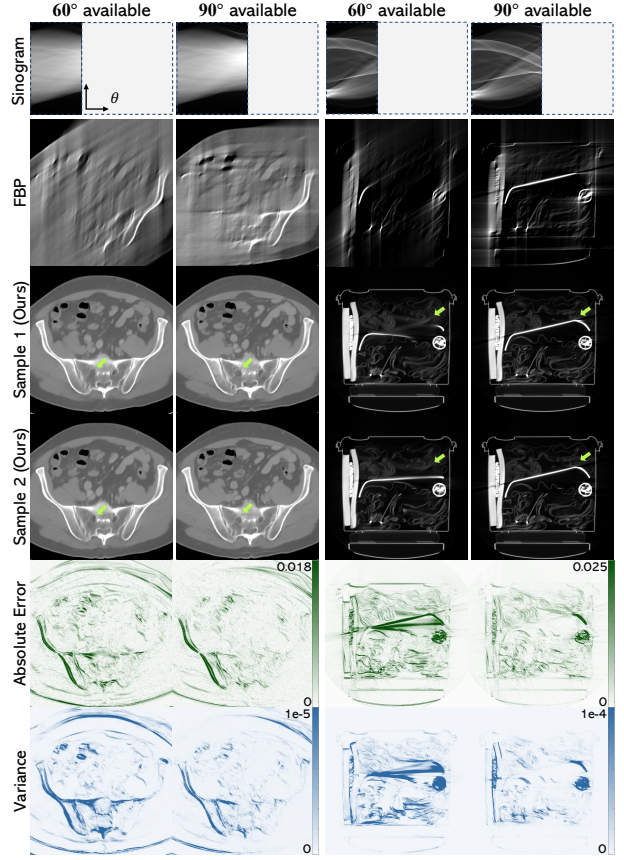 60° available
90° available
60° available
90° available
Sinogram
θ
FBP
Sample 1 (Ours)
Sample 2 (Ours)
Absolute Error
0.018
0
0.025
0
Variance
1e-5
0
1e-4
0